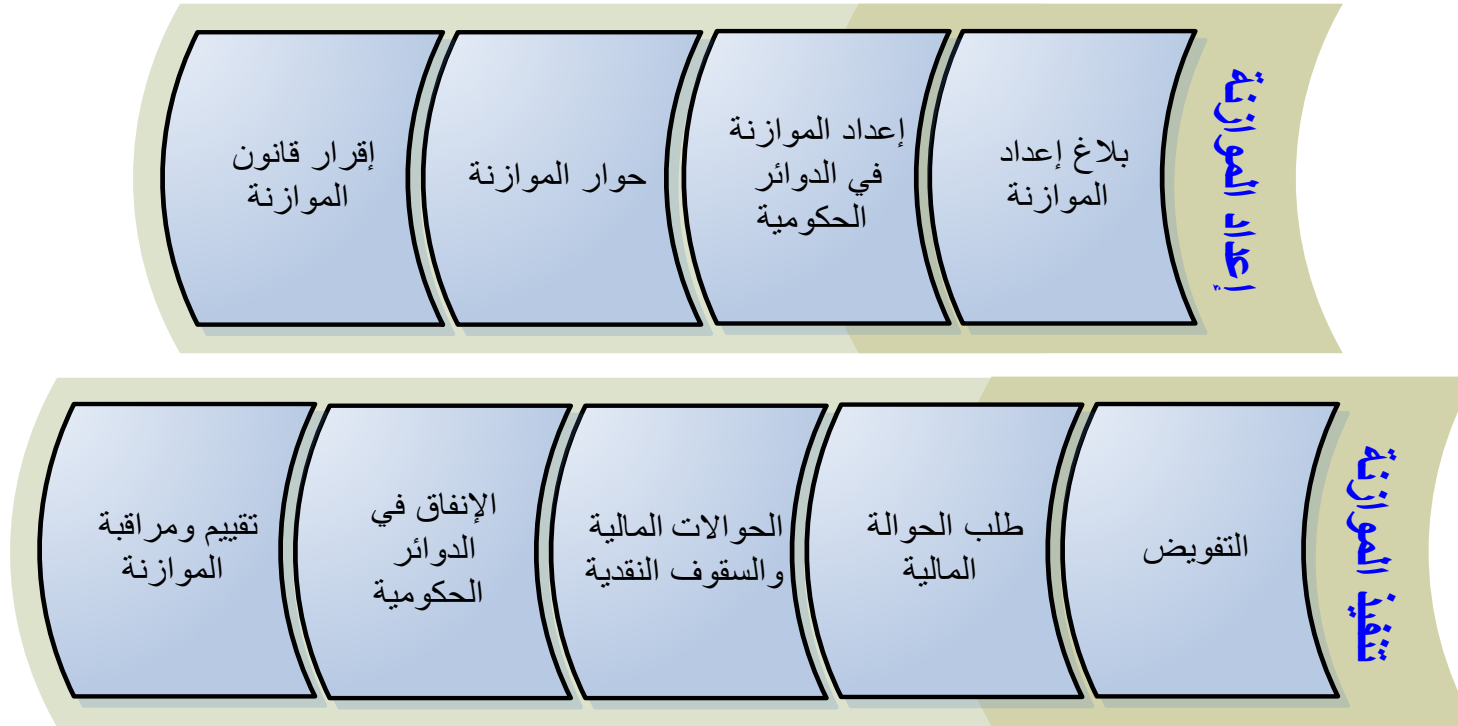 إعداد الموازنة
بلاغ إعداد
الموازنة
إعداد الموازنة
في الدوائر
الحكومية
حوار الموازنة
إقرار قانون
الموازنة
تنفيذ الموازنة
التفويض
طلب الحوالة
المالية
الحوالات المالية
والسقوف النقدية
الإنفاق في
الدوائر
الحكومية
تقييم ومراقبة
الموازنة